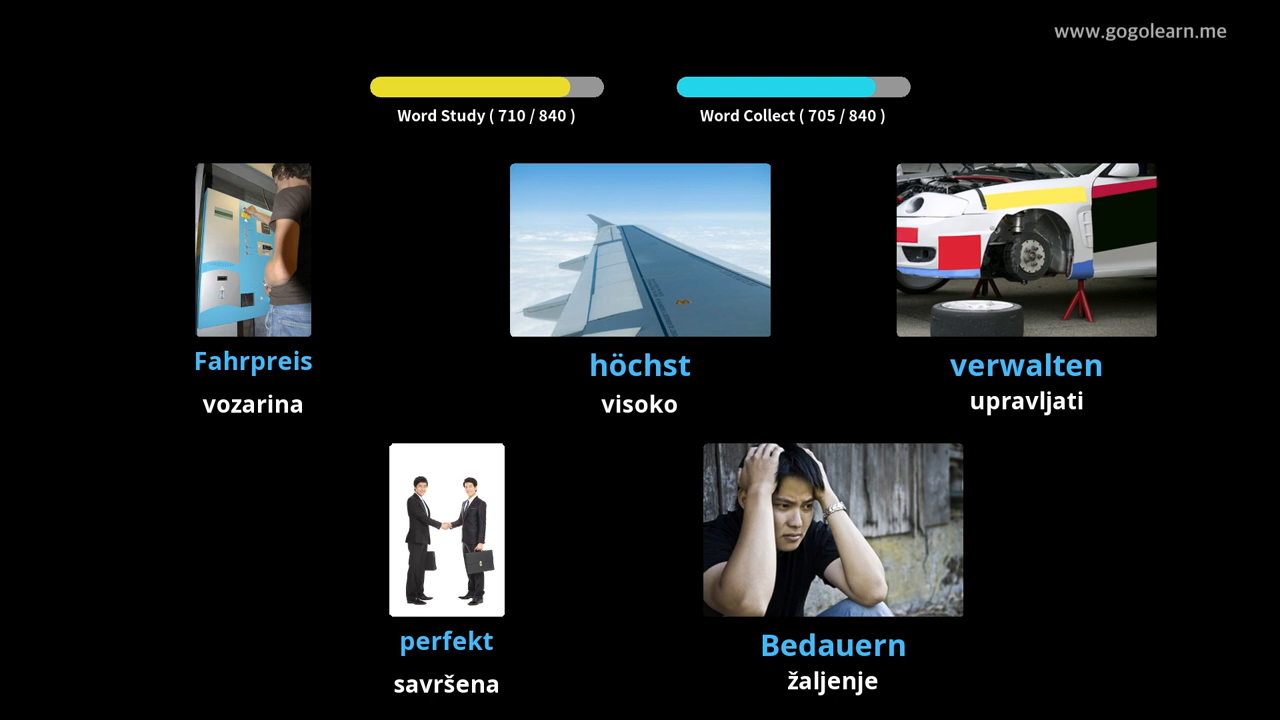 www.gogolearn.me
Word Study ( 710 / 840 )
Word Collect ( 705 / 840 )
Fahrpreis
vozarina
höchst
visoko
verwalten
upravljati
perfekt
savršena
Bedauern
žaljenje